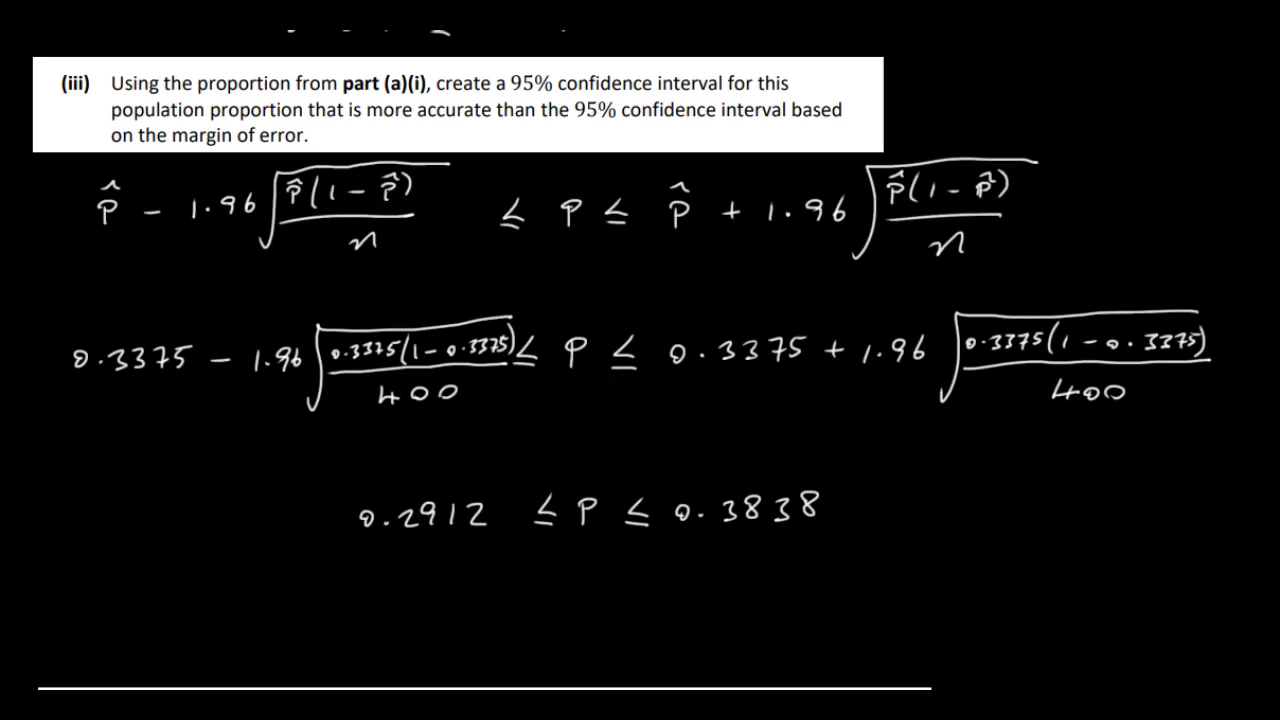 (iii) Using the proportion from part (a)(i), create a 95% confidence interval for this
population proportion that is more accurate than the 95% confidence interval based
on the margin of error.
p̂ − 1.96 √(p̂(1 − p̂)/n) ≤ p ≤ p̂ + 1.96 √(p̂(1 − p̂)/n)
0.3375 − 1.96 √(0.3375(1 − 0.3375)/400) ≤ p ≤ 0.3375 + 1.96 √(0.3375(1 − 0.3375)/400)
0.2912 ≤ p ≤ 0.3838